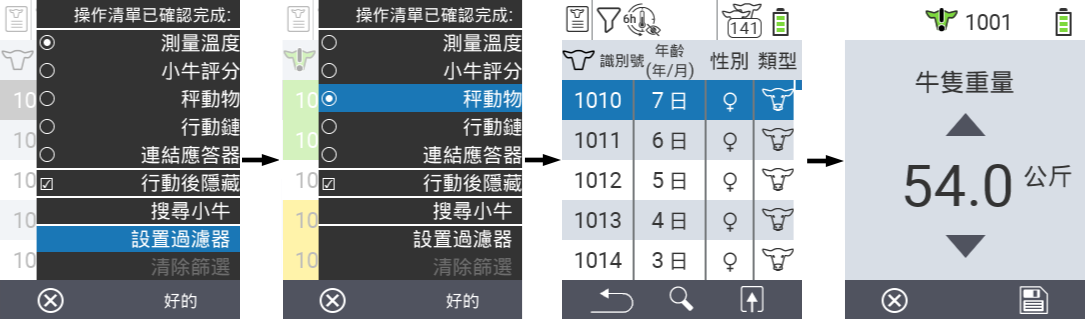 操作清單已確認完成:
測量溫度
小牛評分
秤動物
行動鏈
連結應答器
行動後隱藏
搜尋小牛
設置過濾器
清除篩選
10
10
10
10
10
好的
操作清單已確認完成:
測量溫度
小牛評分
秤動物
行動鏈
連結應答器
行動後隱藏
搜尋小牛
設置過濾器
清除篩選
10
10
10
10
10
好的
6h
141
識別號 年齡 (年/月) 性別 類型
1010 7 日 ♀
1011 6 日 ♀
1012 5 日 ♀
1013 4 日 ♀
1014 3 日 ♀
1001
牛隻重量
54.0 公斤